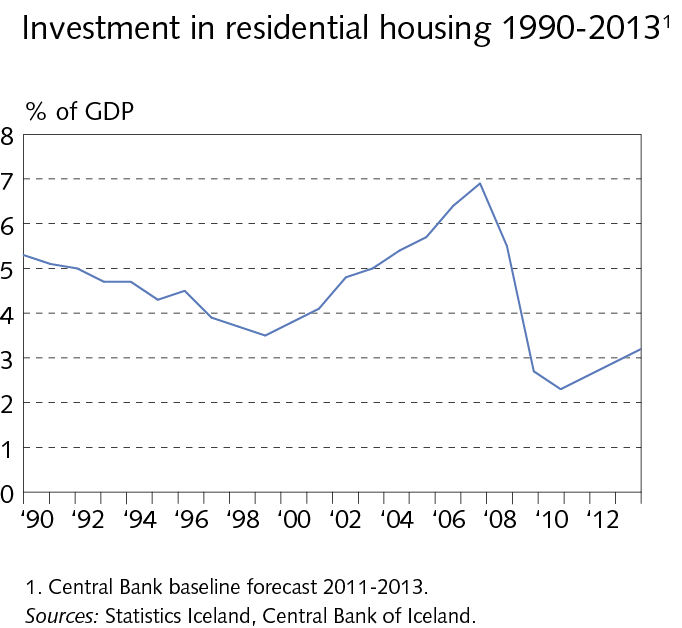 Investment in residential housing 1990-2013¹
% of GDP
8
7
6
5
4
3
2
1
0
‘90 ‘92 ‘94 ‘96 ‘98 ‘00 ‘02 ‘04 ‘06 ‘08 ‘10 ‘12
1. Central Bank baseline forecast 2011-2013.
Sources: Statistics Iceland, Central Bank of Iceland.